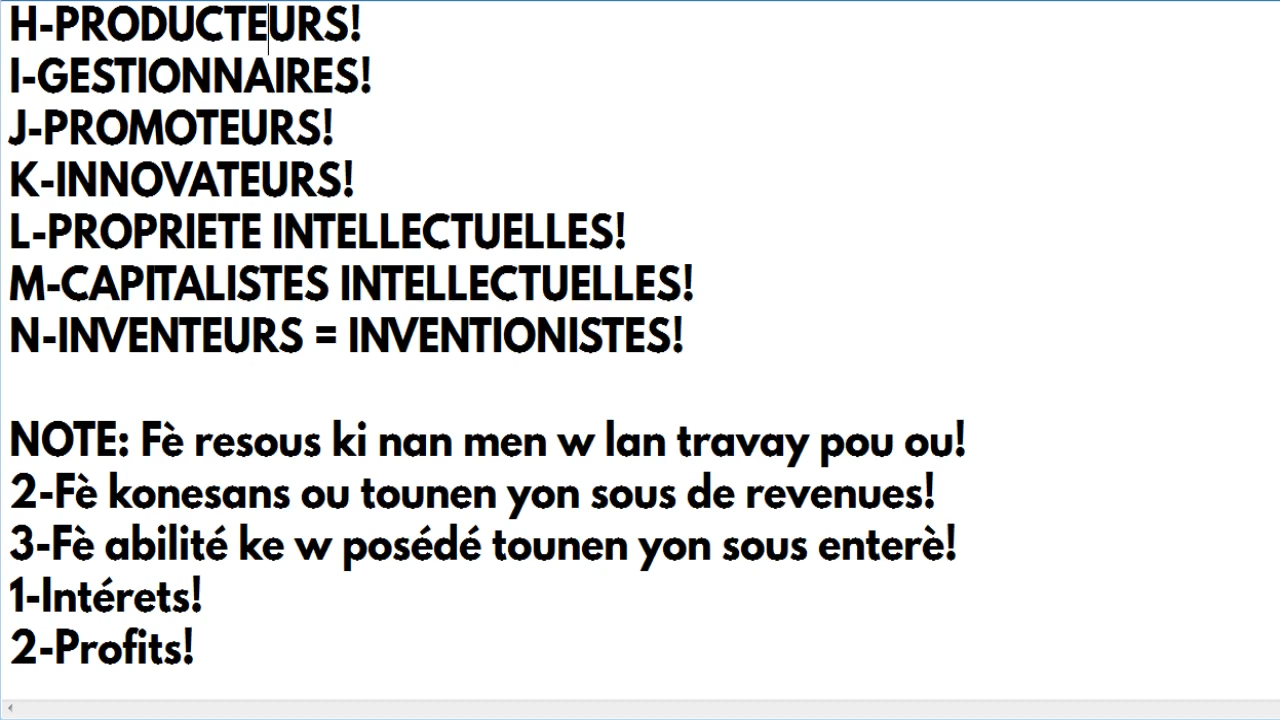 H-PRODUCTEURS!
I-GESTIONNAIRES!
J-PROMOTEURS!
K-INNOVATEURS!
L-PROPRIETE INTELLECTUELLES!
M-CAPITALISTES INTELLECTUELLES!
N-INVENTEURS = INVENTIONISTES!
NOTE: Fè resous ki nan men w lan travay pou ou!
2-Fè konesans ou tounen yon sous de revenues!
3-Fè abilité ke w posédé tounen yon sous enterè!
1-Intérets!
2-Profits!